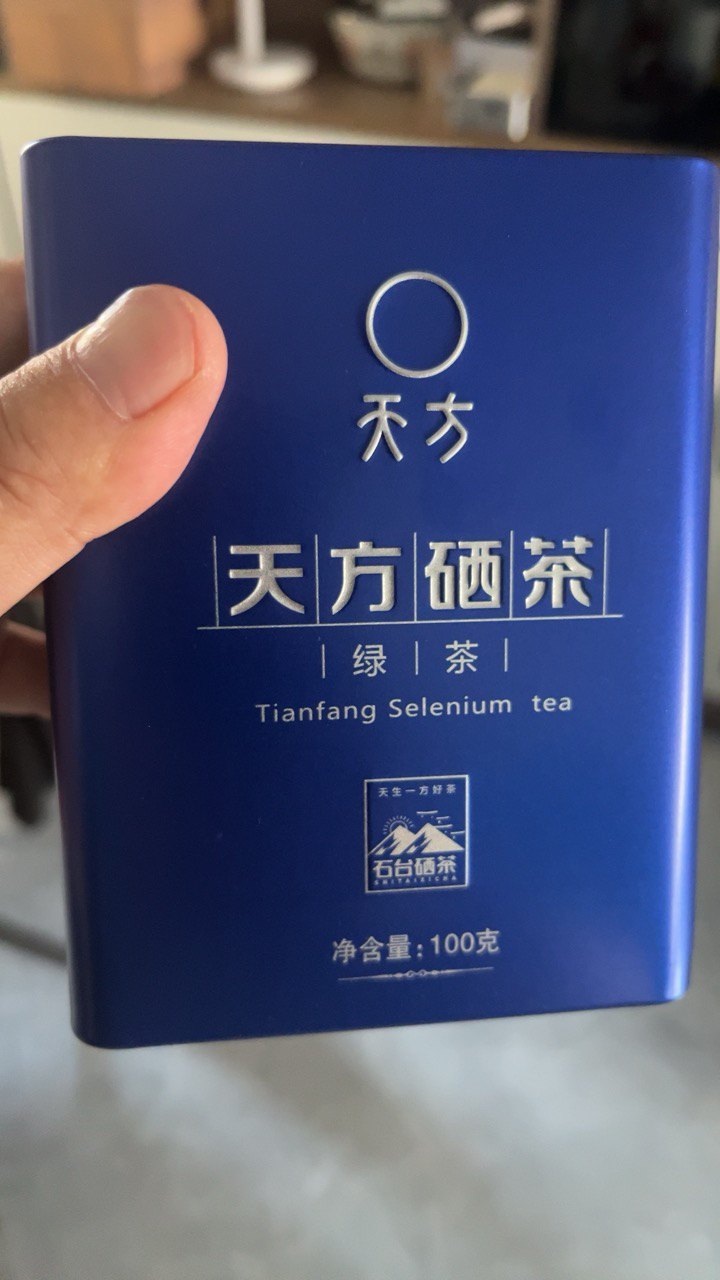 天方
天方硒茶
绿茶
Tianfang Selenium tea
天生一方好茶
石台硒茶
SHITAIXICHA
净含量:100克